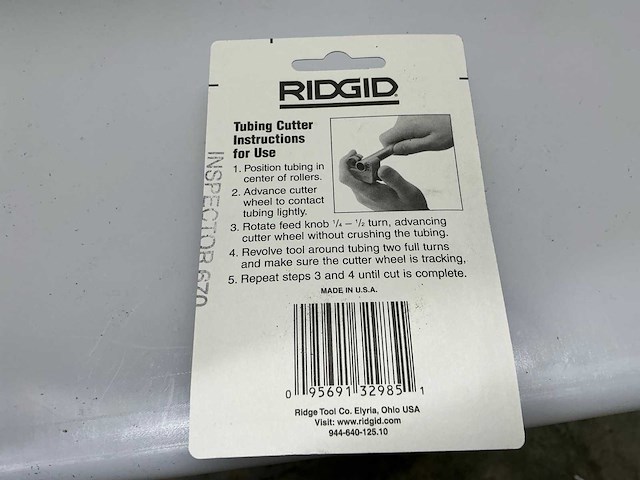 RIDGID
Tubing Cutter
Instructions
for Use
1. Position tubing in
center of rollers.
2. Advance cutter
wheel to contact
tubing lightly.
3. Rotate feed knob 1/4 – 1/2 turn, advancing
cutter wheel without crushing the tubing.
4. Revolve tool around tubing two full turns
and make sure the cutter wheel is tracking,
5. Repeat steps 3 and 4 until cut is complete.
MADE IN U.S.A.
0 95691 32985 1
Ridge Tool Co. Elyria, Ohio USA
Visit: www.ridgid.com
944-640-125.10
INSPECTOR 670